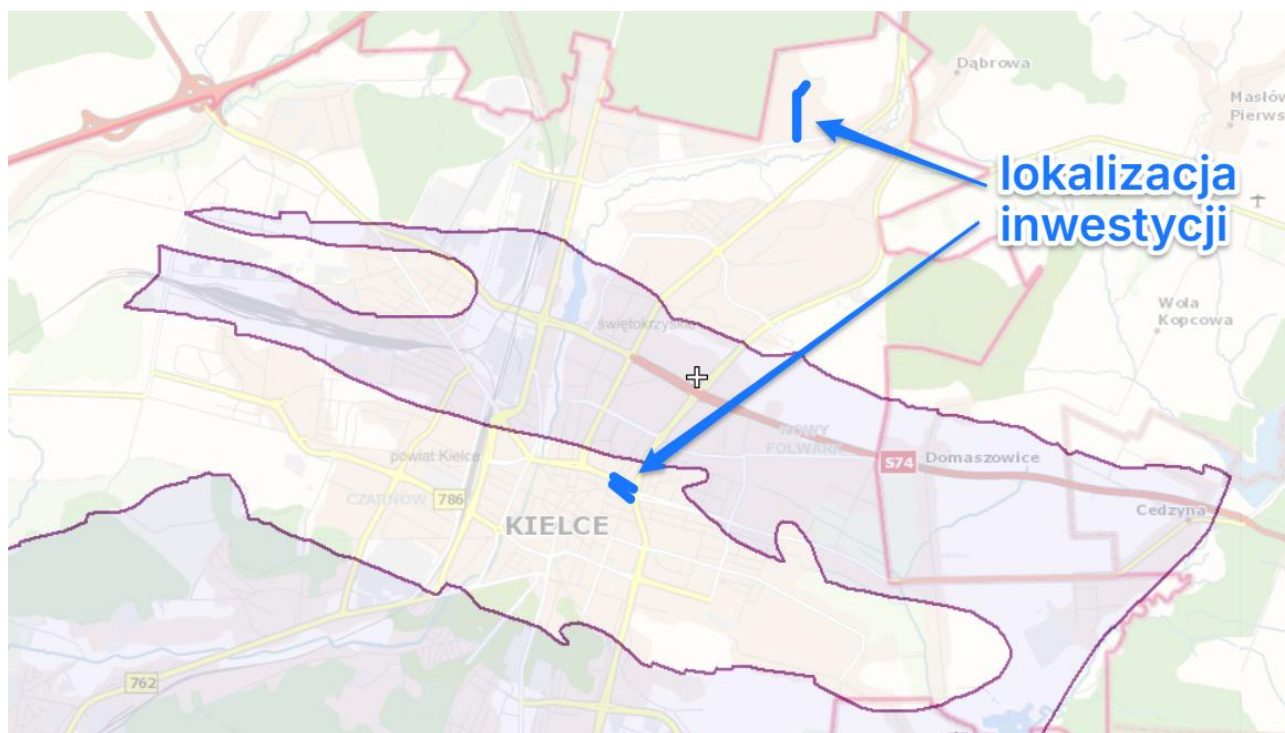 Dąbrowa
Masłów
Pierws
lokalizacja
inwestycji
Wola
Kopcowa
świętokrzyskie
NOWY
FOLWARK
S74
Domaszowice
powiat Kielce
CZARNÓW
786
Cedzyna
KIELCE
762